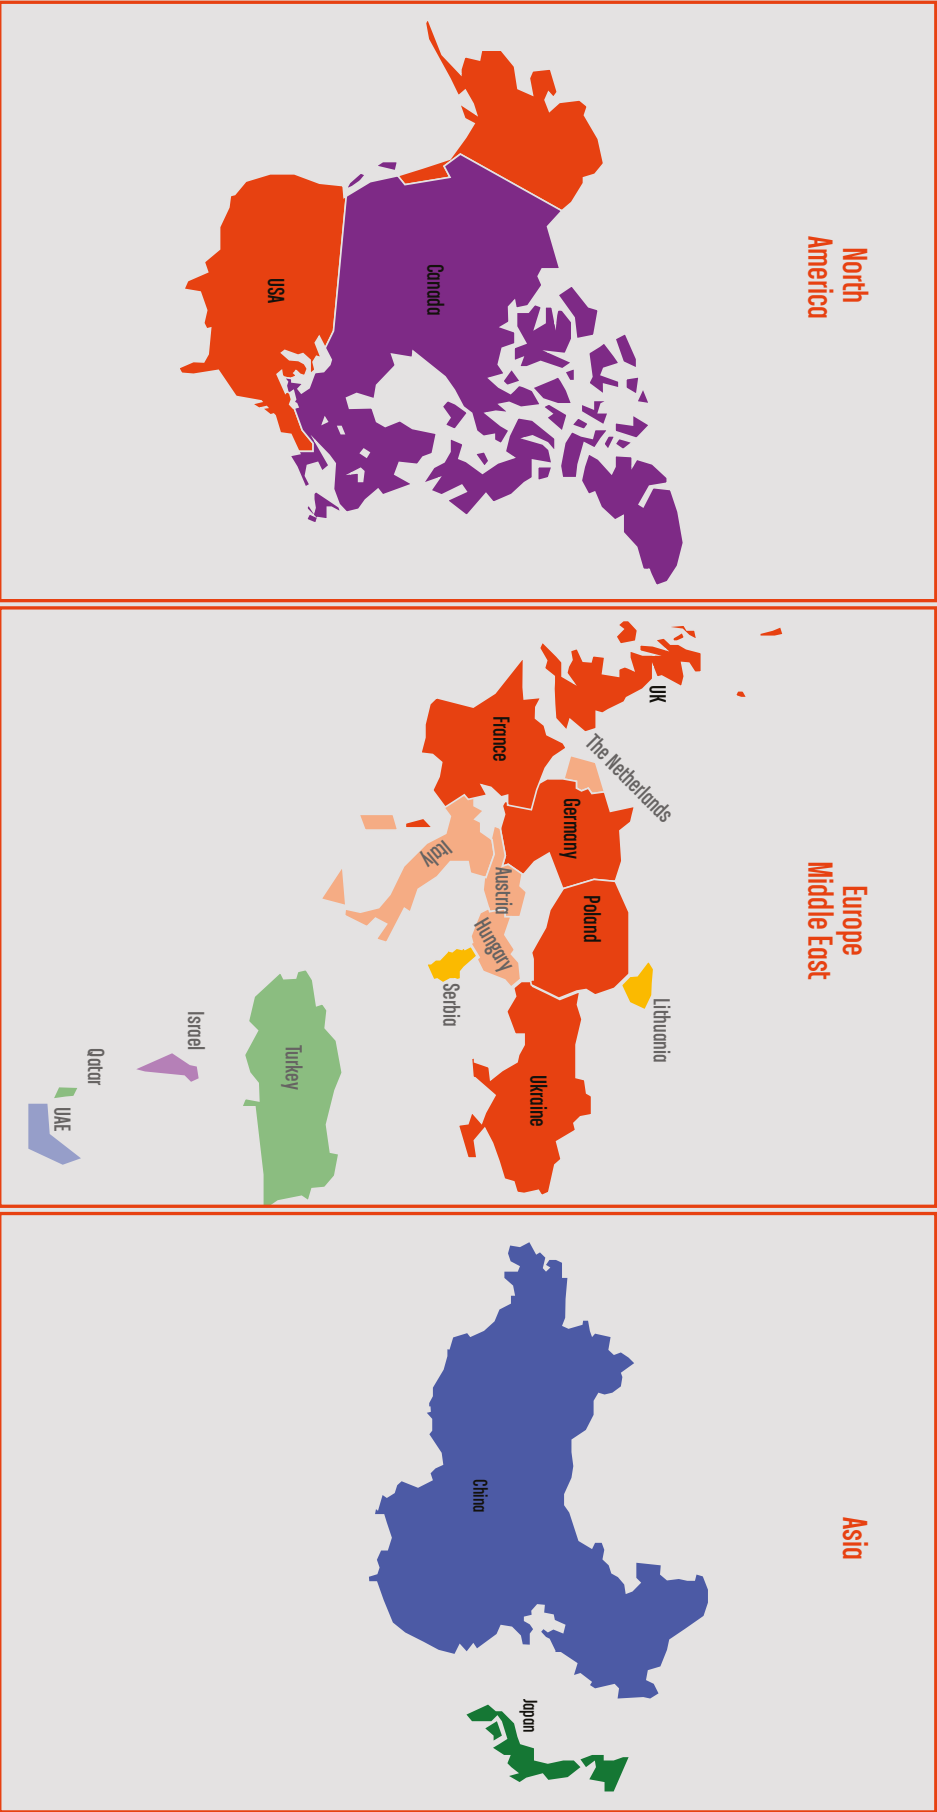 North
America
Canada
USA
Europe
Middle East
UK
The Netherlands
France
Germany
Poland
Lithuania
Italy
Austria
Hungary
Serbia
Ukraine
Turkey
Israel
Qatar
UAE
Asia
China
Japan